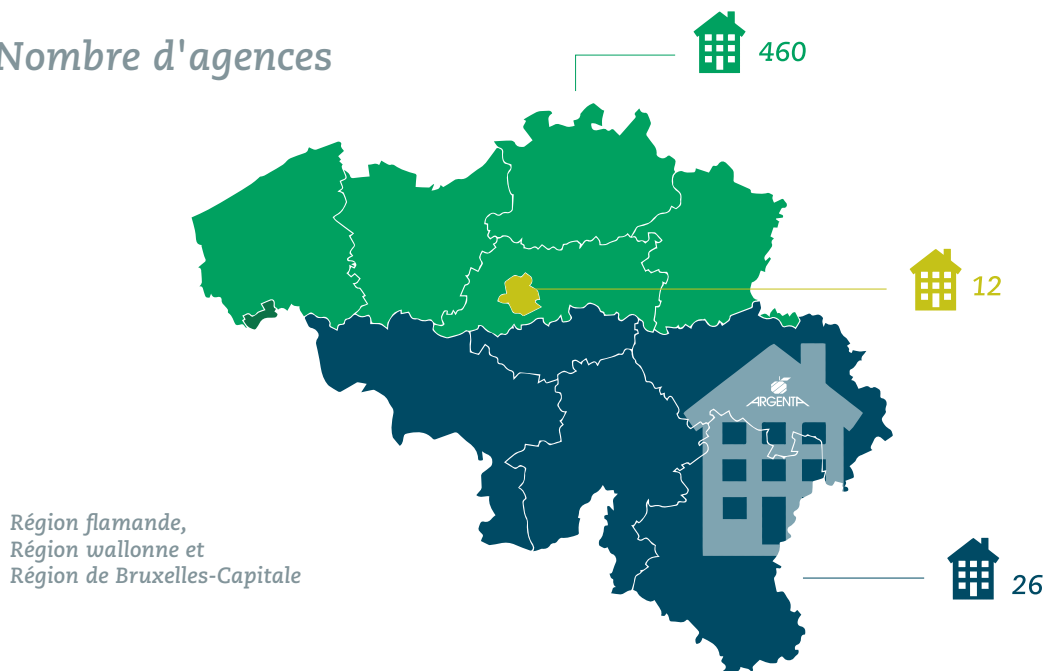 Nombre d'agences
460
12
ARGENTA
Région flamande,
Région wallonne et
Région de Bruxelles-Capitale
26